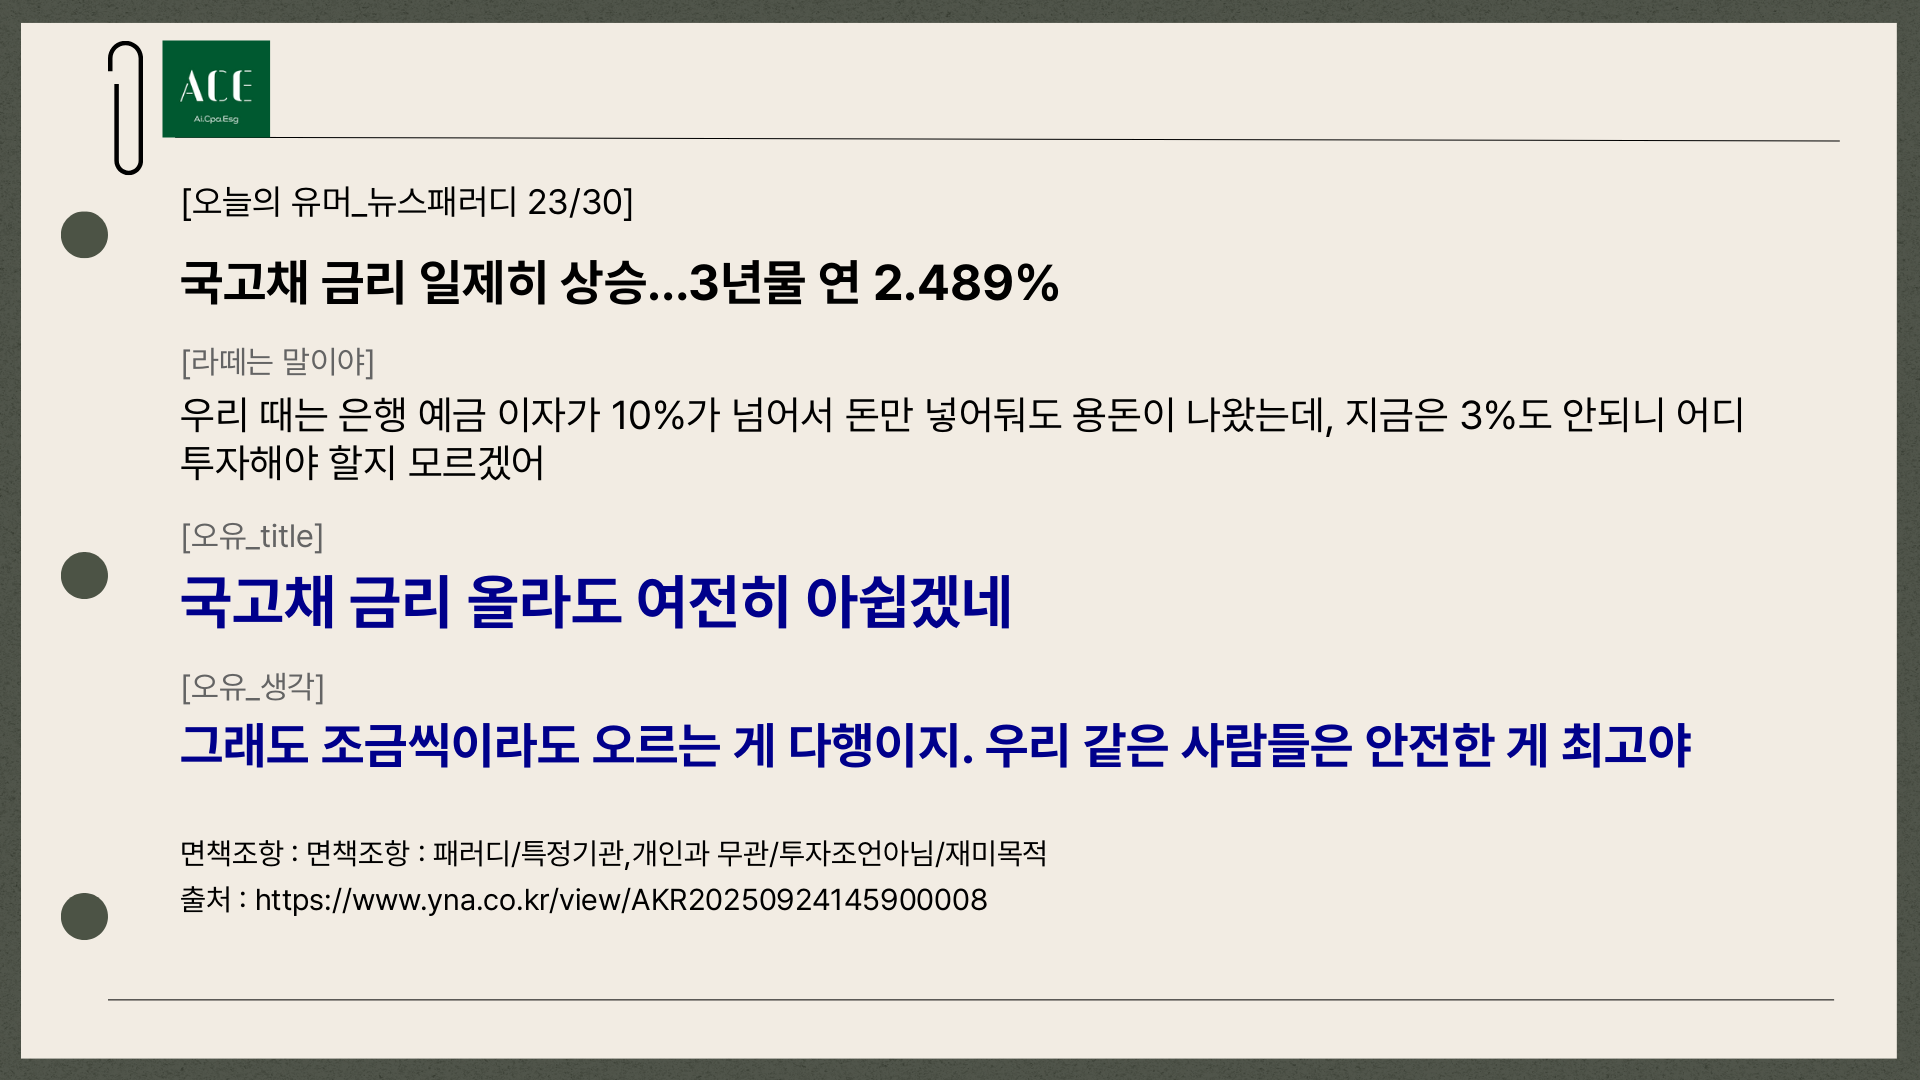 ACE
Ai.Cpa.Esg
[오늘의 유머_뉴스패러디 23/30]
국고채 금리 일제히 상승...3년물 연 2.489%
[라떼는 말이야]
우리 때는 은행 예금 이자가 10%가 넘어서 돈만 넣어둬도 용돈이 나왔는데, 지금은 3%도 안되니 어디
투자해야 할지 모르겠어
[오유_title]
국고채 금리 올라도 여전히 아쉽겠네
[오유_생각]
그래도 조금씩이라도 오르는 게 다행이지. 우리 같은 사람들은 안전한 게 최고야
면책조항 : 면책조항 : 패러디/특정기관,개인과 무관/투자조언아님/재미목적
출처 : https://www.yna.co.kr/view/AKR20250924145900008